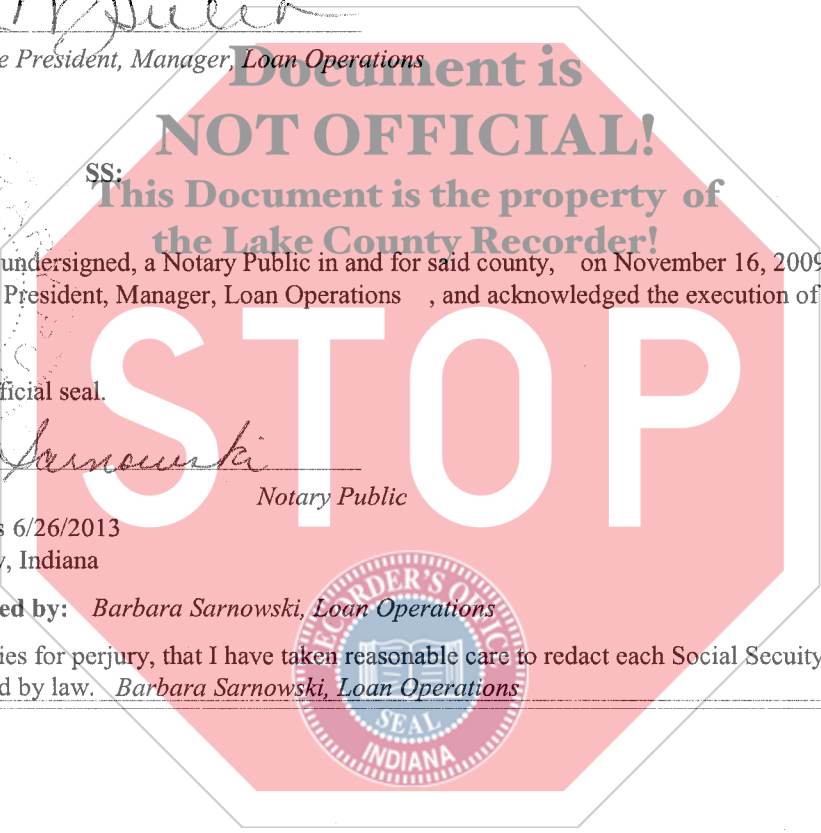 e President, Manager, Loan Operations
Document is
NOT OFFICIAL!
SS:
This Document is the property of
the Lake County Recorder!
undersigned, a Notary Public in and for said county, on November 16, 2009
President, Manager, Loan Operations , and acknowledged the execution of
STOP
ficial seal.
Sarnowski
Notary Public
s 6/26/2013
y, Indiana
ed by: Barbara Sarnowski, Loan Operations
ies for perjury, that I have taken reasonable care to redact each Social Secuity
d by law. Barbara Sarnowski, Loan Operations
RECORDER'S OFFICE
SEAL
INDIANA